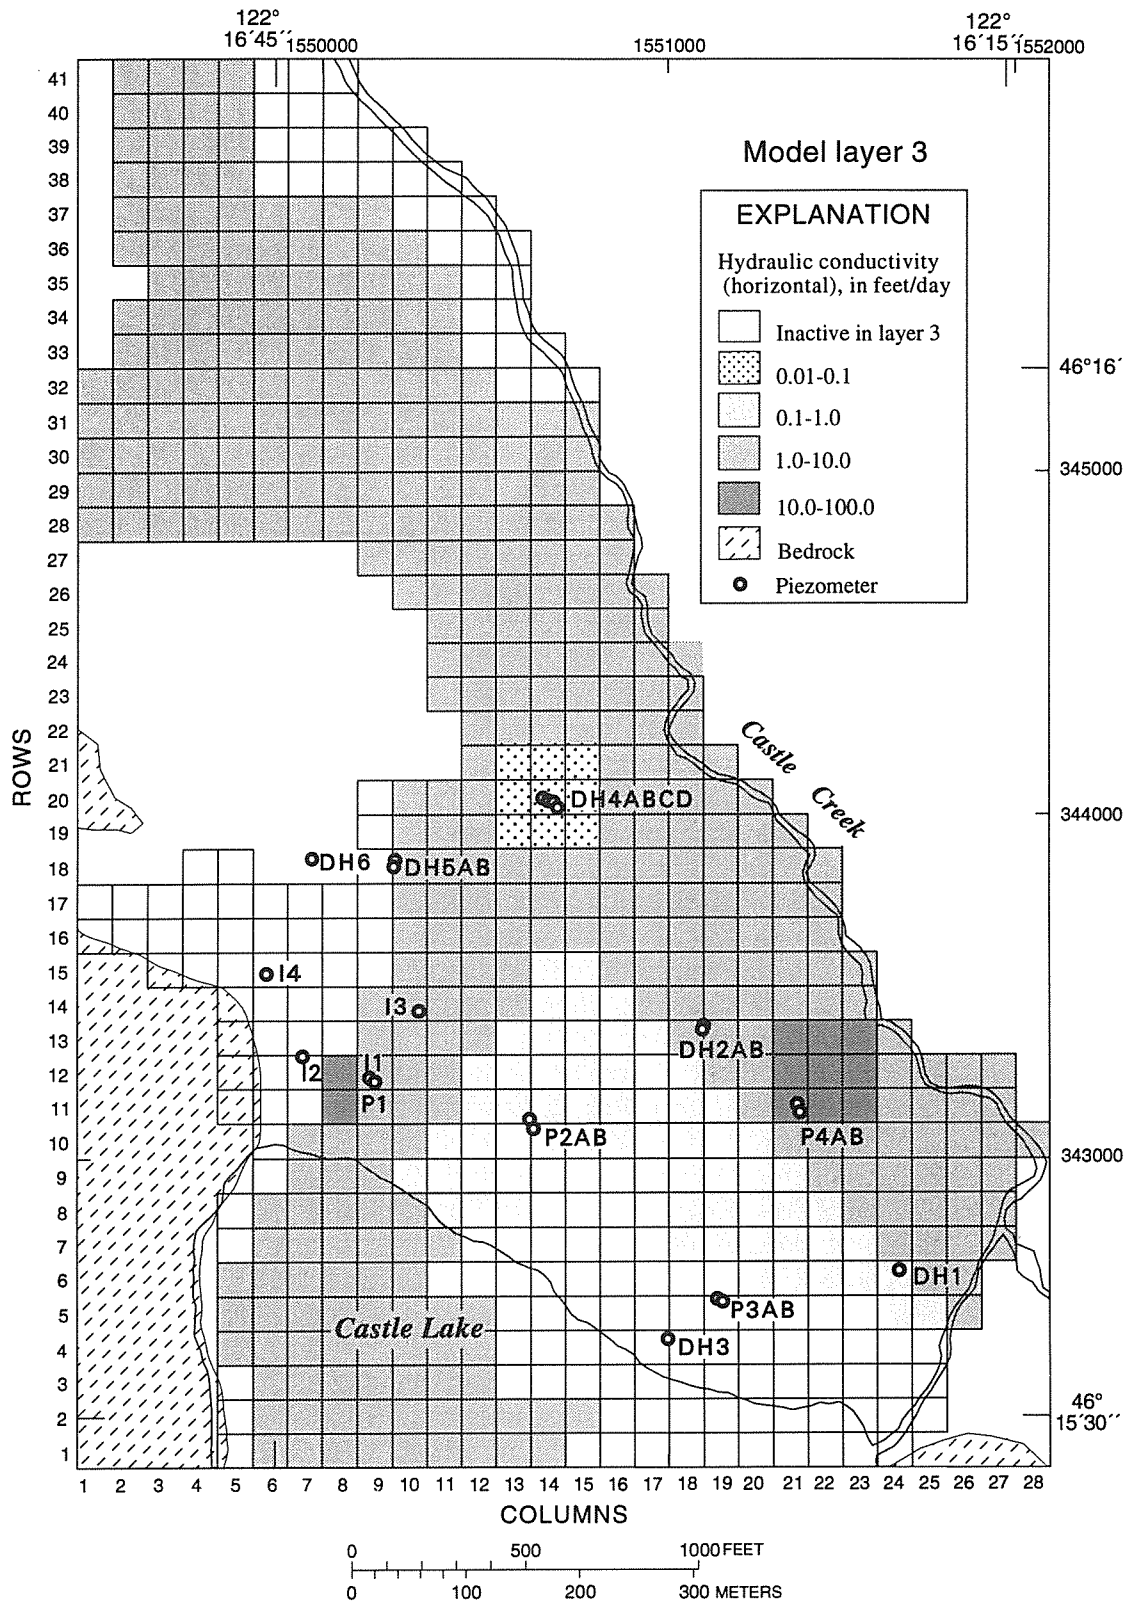 122°
16´45´´
1550000
1551000
122°
16´15´´
1552000
Model layer 3
EXPLANATION
Hydraulic conductivity
(horizontal), in feet/day
Inactive in layer 3
0.01-0.1
0.1-1.0
1.0-10.0
10.0-100.0
Bedrock
Piezometer
46°16´
345000
344000
343000
46°
15´30´´
ROWS
41
40
39
38
37
36
35
34
33
32
31
30
29
28
27
26
25
24
23
22
21
20
19
18
17
16
15
14
13
12
11
10
9
8
7
6
5
4
3
2
1
Castle
Creek
DH4ABCD
DH6
DH5AB
I4
I3
DH2AB
I2
I1
P1
P2AB
P4AB
DH1
P3AB
DH3
Castle Lake
1 2 3 4 5 6 7 8 9 10 11 12 13 14 15 16 17 18 19 20 21 22 23 24 25 26 27 28
COLUMNS
0 500 1000 FEET
0 100 200 300 METERS